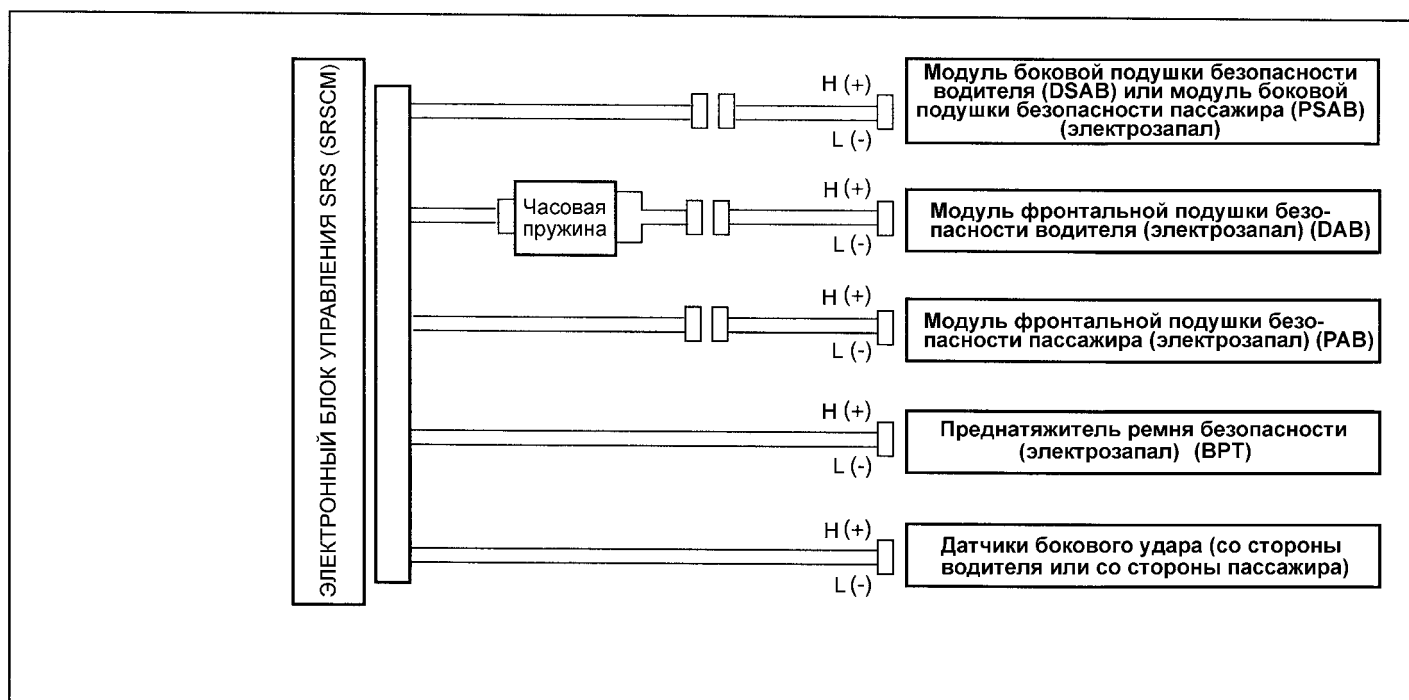 ЭЛЕКТРОННЫЙ БЛОК УПРАВЛЕНИЯ SRS (SRSCM)
H (+)
L (-)
Модуль боковой подушки безопасности
водителя (DSAB) или модуль боковой
подушки безопасности пассажира (PSAB)
(электрозапал)
Часовая
пружина
H (+)
L (-)
Модуль фронтальной подушки безо-
пасности водителя (электрозапал) (DAB)
H (+)
L (-)
Модуль фронтальной подушки безо-
пасности пассажира (электрозапал) (PAB)
H (+)
L (-)
Преднатяжитель ремня безопасности
(электрозапал) (BPT)
H (+)
L (-)
Датчики бокового удара (со стороны
водителя или со стороны пассажира)